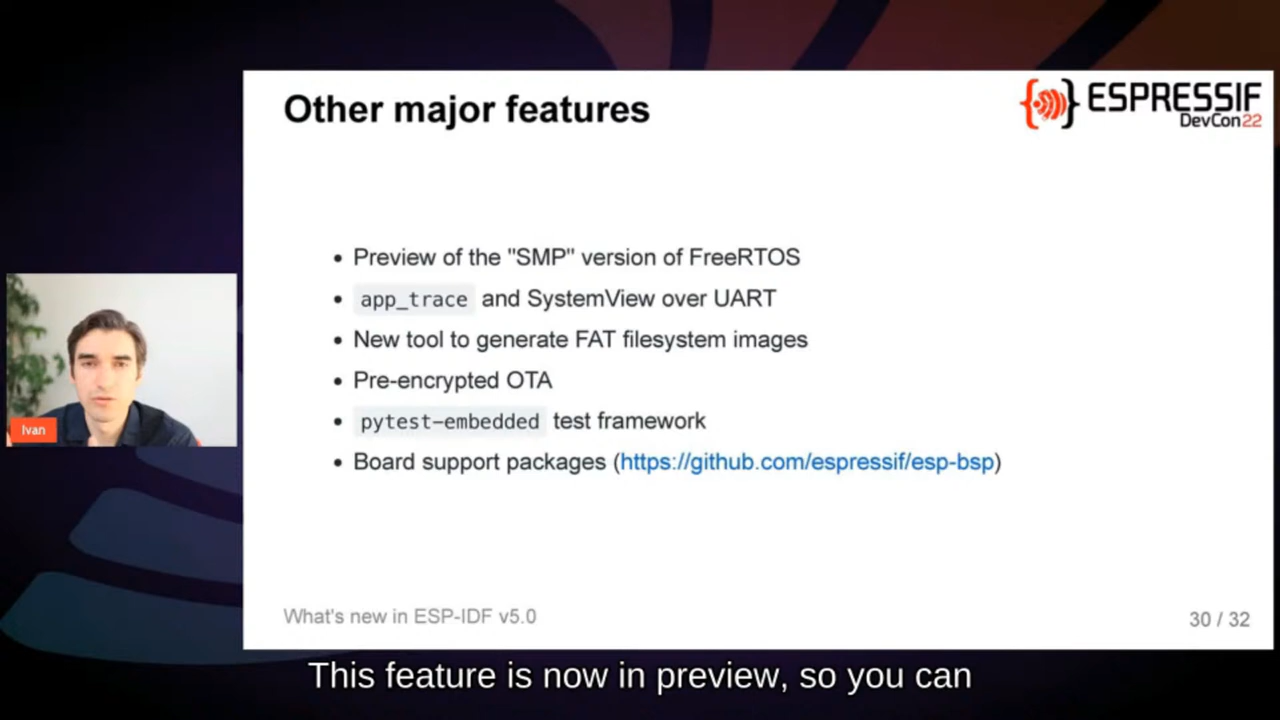 Other major features
ESPRESSIF
DevCon22
Preview of the "SMP" version of FreeRTOS
app_trace and SystemView over UART
New tool to generate FAT filesystem images
Pre-encrypted OTA
pytest-embedded test framework
Board support packages (https://github.com/espressif/esp-bsp)
Ivan
What's new in ESP-IDF v5.0
30 / 32
This feature is now in preview, so you can